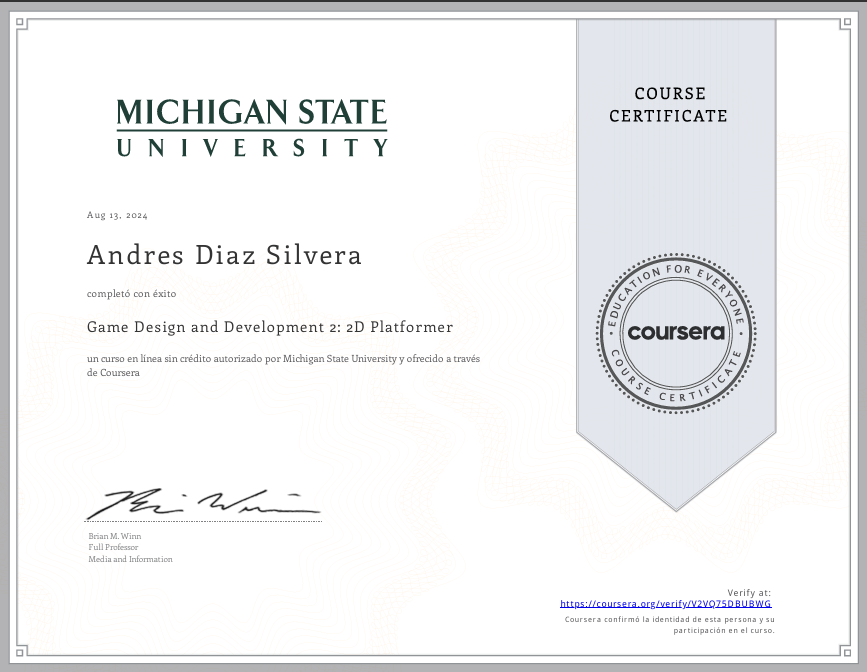 MICHIGAN STATE
UNIVERSITY
COURSE
CERTIFICATE
Aug 13, 2024
Andres Diaz Silvera
completó con éxito
Game Design and Development 2: 2D Platformer
un curso en línea sin crédito autorizado por Michigan State University y ofrecido a través
de Coursera
EDUCATION FOR EVERYONE
coursera
COURSE CERTIFICATE
Brian M. Winn
Full Professor
Media and Information
Verify at:
https://coursera.org/verify/V2VQ75DBUBWG
Coursera confirmó la identidad de esta persona y su
participación en el curso.